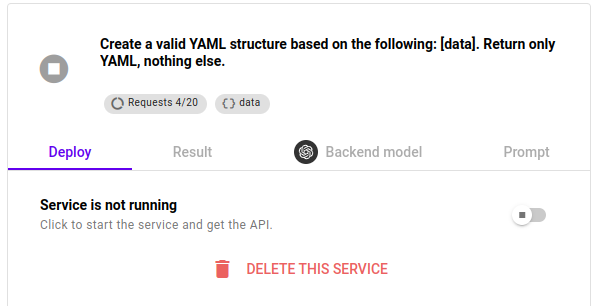 Create a valid YAML structure based on the following: [data]. Return only
YAML, nothing else.
Requests 4/20
{} data
Deploy
Result
Backend model
Prompt
Service is not running
Click to start the service and get the API.
DELETE THIS SERVICE